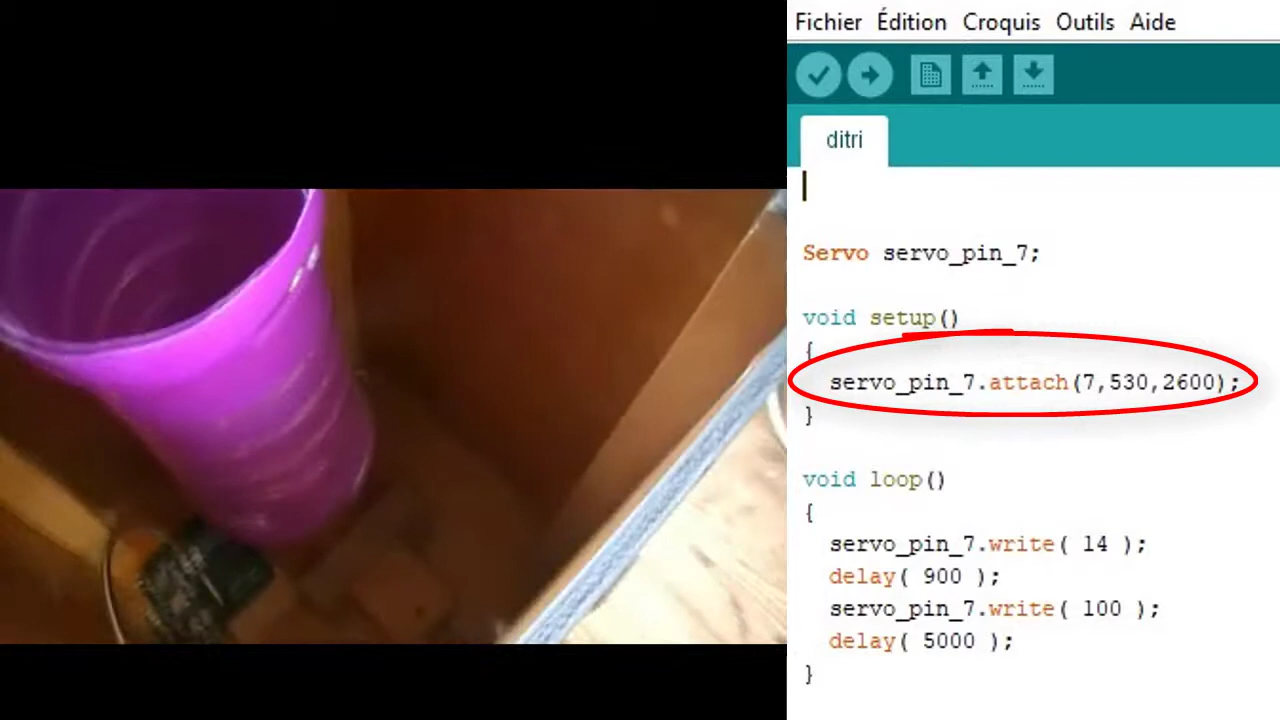 Fichier Édition Croquis Outils Aide
ditri
Servo servo_pin_7;
void setup()
{
servo_pin_7.attach(7,530,2600);
}
void loop()
{
servo_pin_7.write( 14 );
delay( 900 );
servo_pin_7.write( 100 );
delay( 5000 );
}